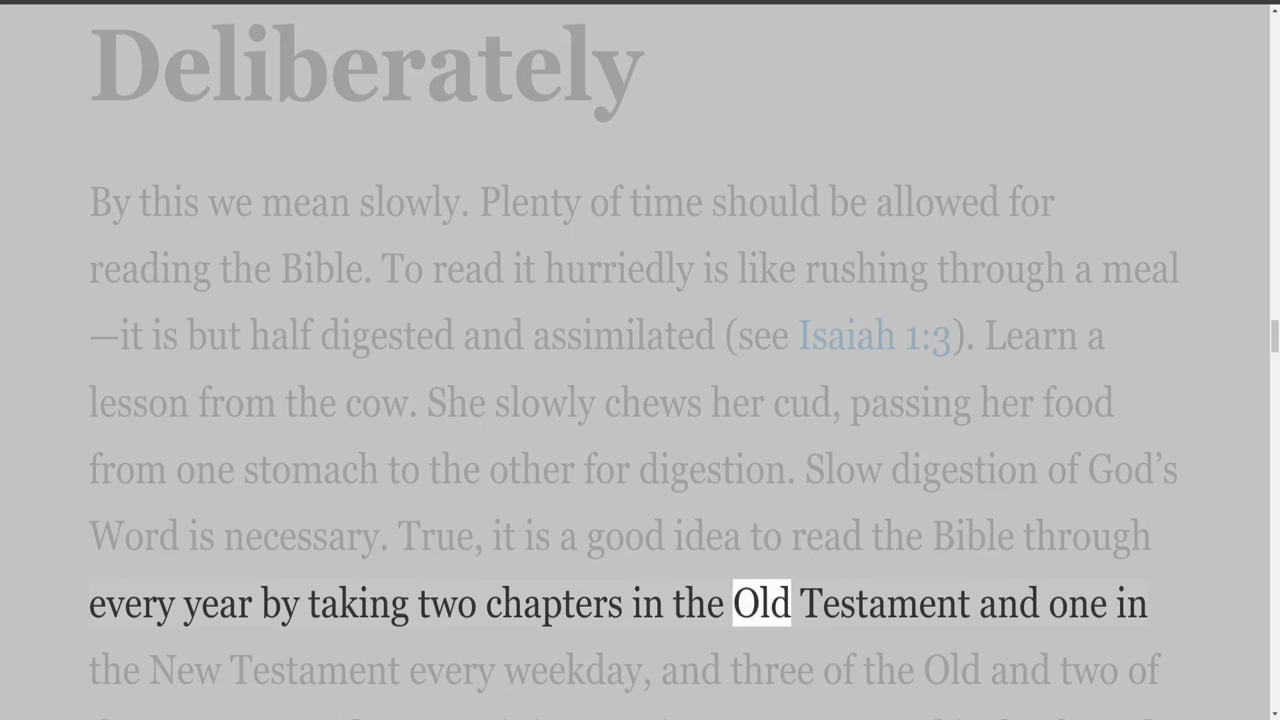 Deliberately
By this we mean slowly. Plenty of time should be allowed for
reading the Bible. To read it hurriedly is like rushing through a meal
—it is but half digested and assimilated (see Isaiah 1:3). Learn a
lesson from the cow. She slowly chews her cud, passing her food
from one stomach to the other for digestion. Slow digestion of God’s
Word is necessary. True, it is a good idea to read the Bible through
every year by taking two chapters in the Old Testament and one in
the New Testament every weekday, and three of the Old and two of